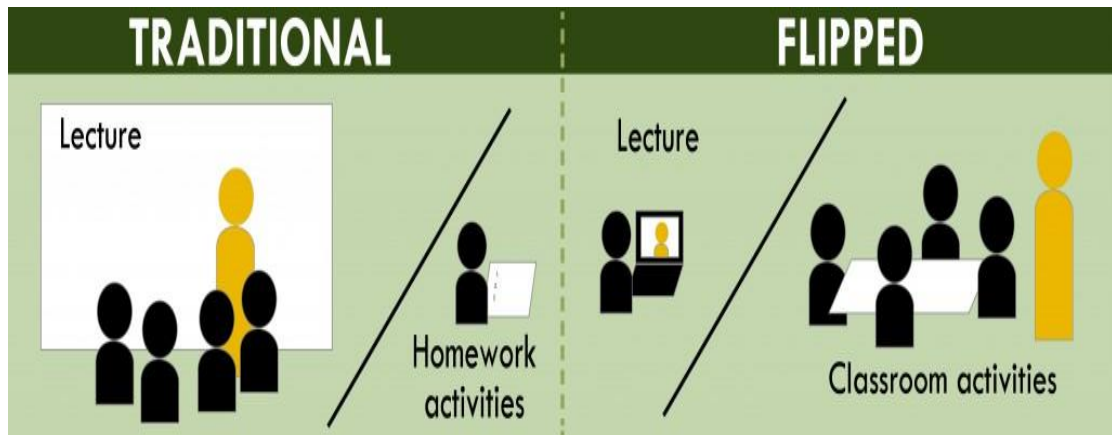 TRADITIONAL
Lecture
Homework
activities
FLIPPED
Lecture
Classroom activities